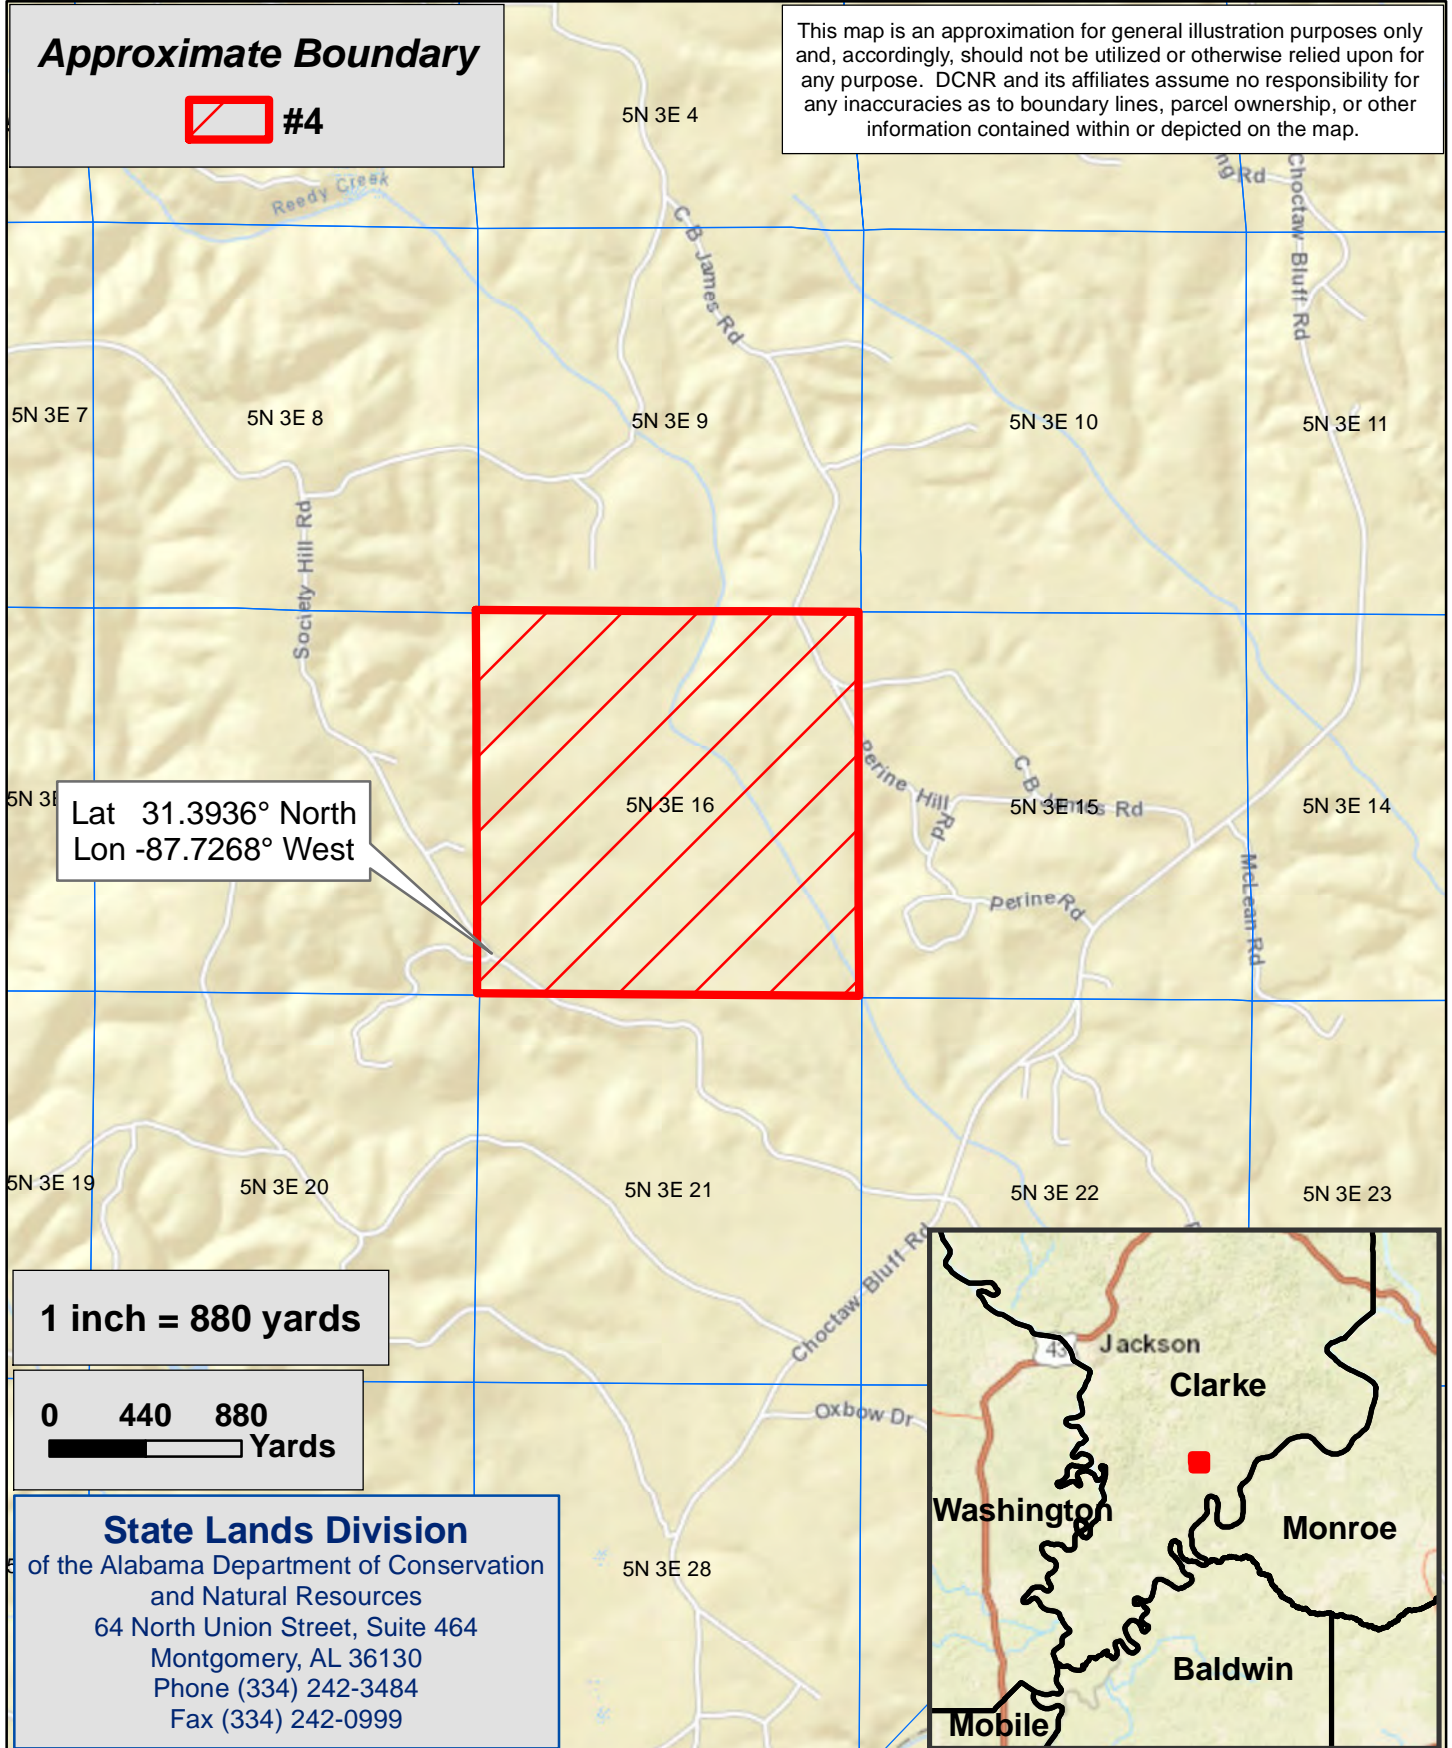 Approximate Boundary
#4
This map is an approximation for general illustration purposes only
and, accordingly, should not be utilized or otherwise relied upon for
any purpose. DCNR and its affiliates assume no responsibility for
any inaccuracies as to boundary lines, parcel ownership, or other
information contained within or depicted on the map.
5N 3E 4
Reedy Creek
C B James Rd
Rd
Choctaw Bluff Rd
5N 3E 7
5N 3E 8
5N 3E 9
5N 3E 10
5N 3E 11
Society Hill Rd
Perine Hill Rd
C B James Rd
5N 3E
5N 3E 16
5N 3E 15
5N 3E 14
Lat 31.3936° North
Lon -87.7268° West
McLean Rd
Perine Rd
5N 3E 19
5N 3E 20
5N 3E 21
5N 3E 22
5N 3E 23
Choctaw Bluff Rd
1 inch = 880 yards
0 440 880
Yards
Oxbow Dr
5N 3E 28
State Lands Division
of the Alabama Department of Conservation
and Natural Resources
64 North Union Street, Suite 464
Montgomery, AL 36130
Phone (334) 242-3484
Fax (334) 242-0999
43
Jackson
Clarke
Washington
Monroe
Baldwin
Mobile